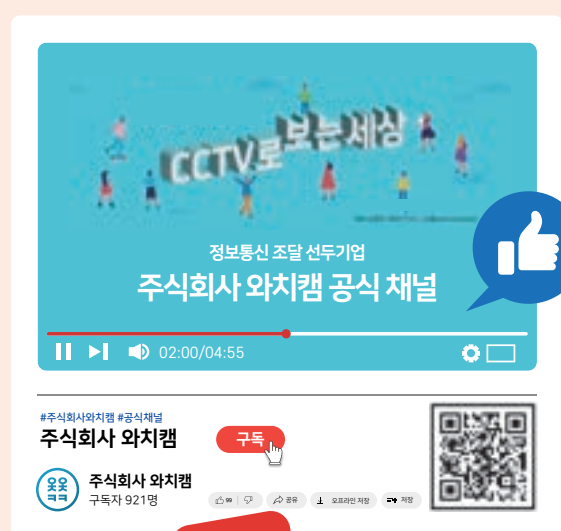 CCTV로 보는 세상
정보통신 조달 선두기업
주식회사 와치캠 공식 채널
02:00/04:55
#주식회사와치캠 #공식채널
주식회사 와치캠
구독
주식회사 와치캠
구독자 921명
99
공유
오프라인 저장
저장